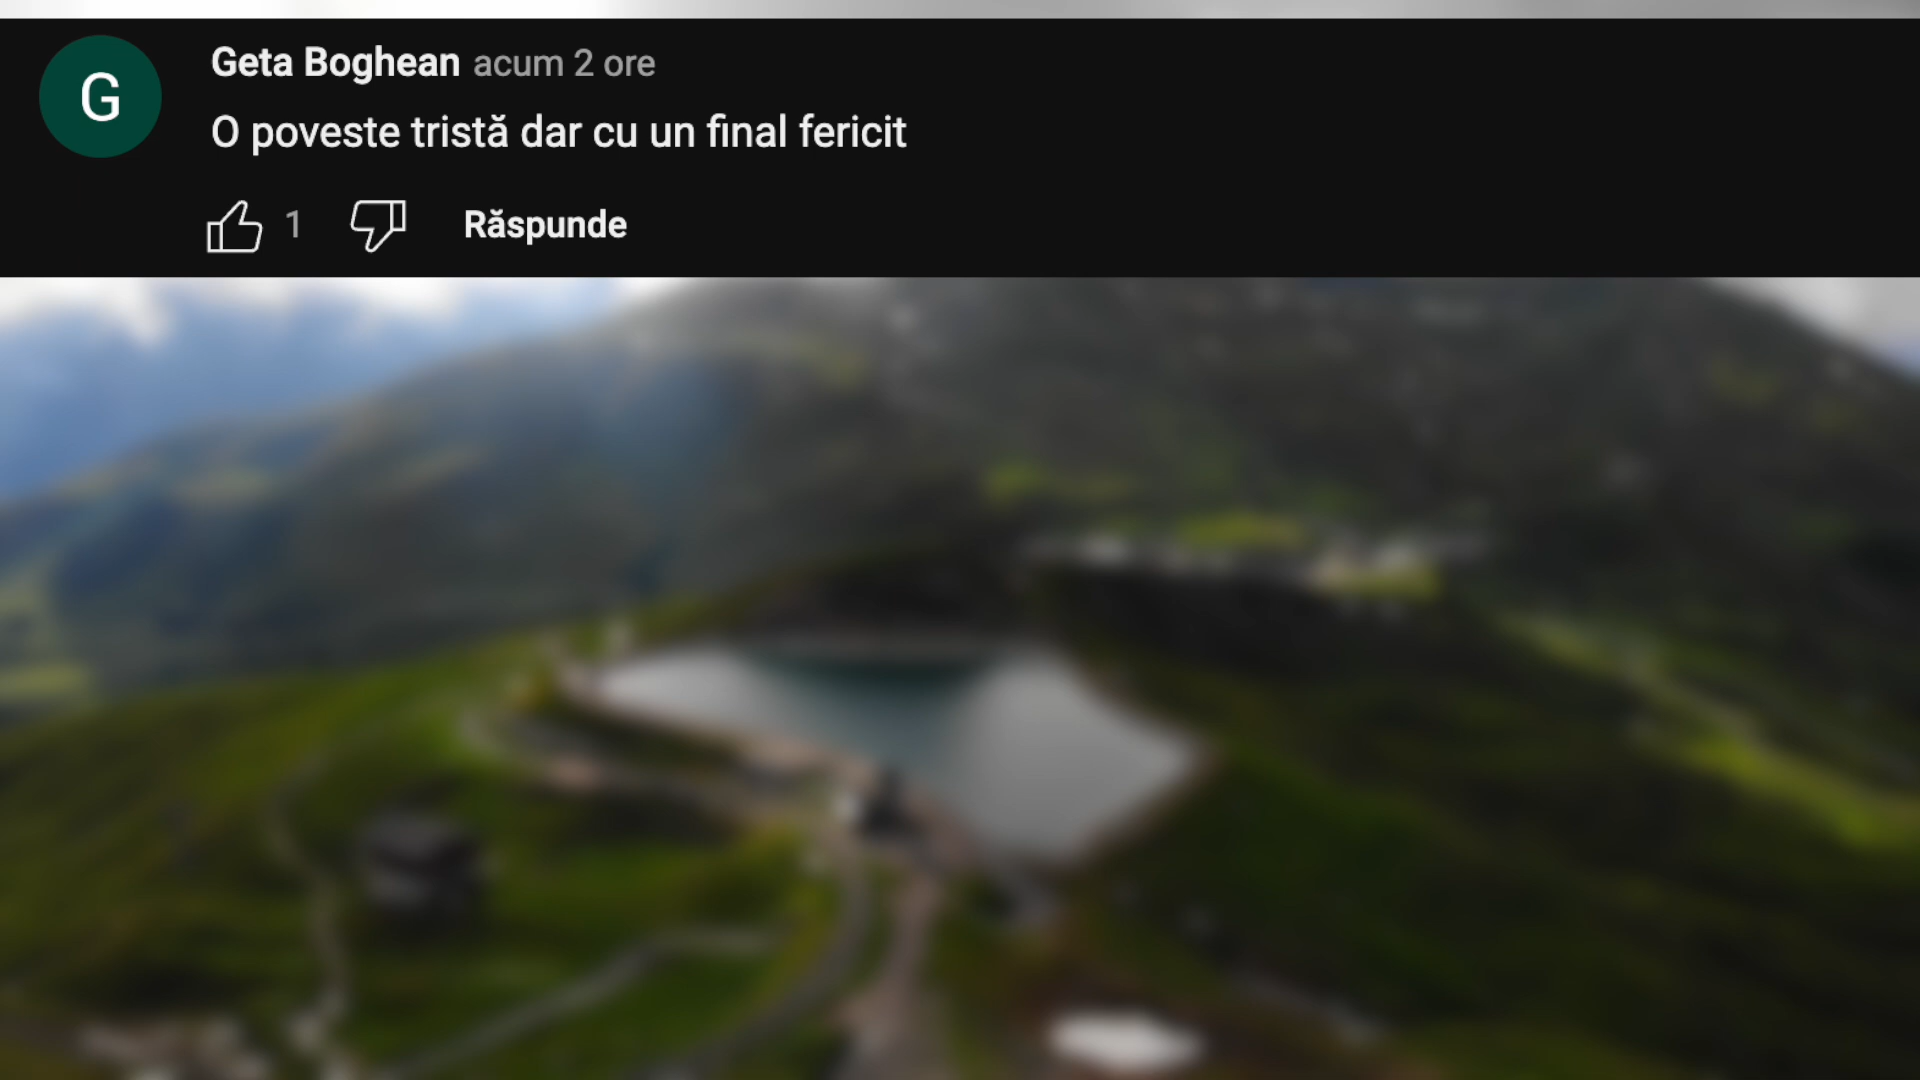 G
Geta Boghean acum 2 ore
O poveste tristă dar cu un final fericit
1 Răspunde